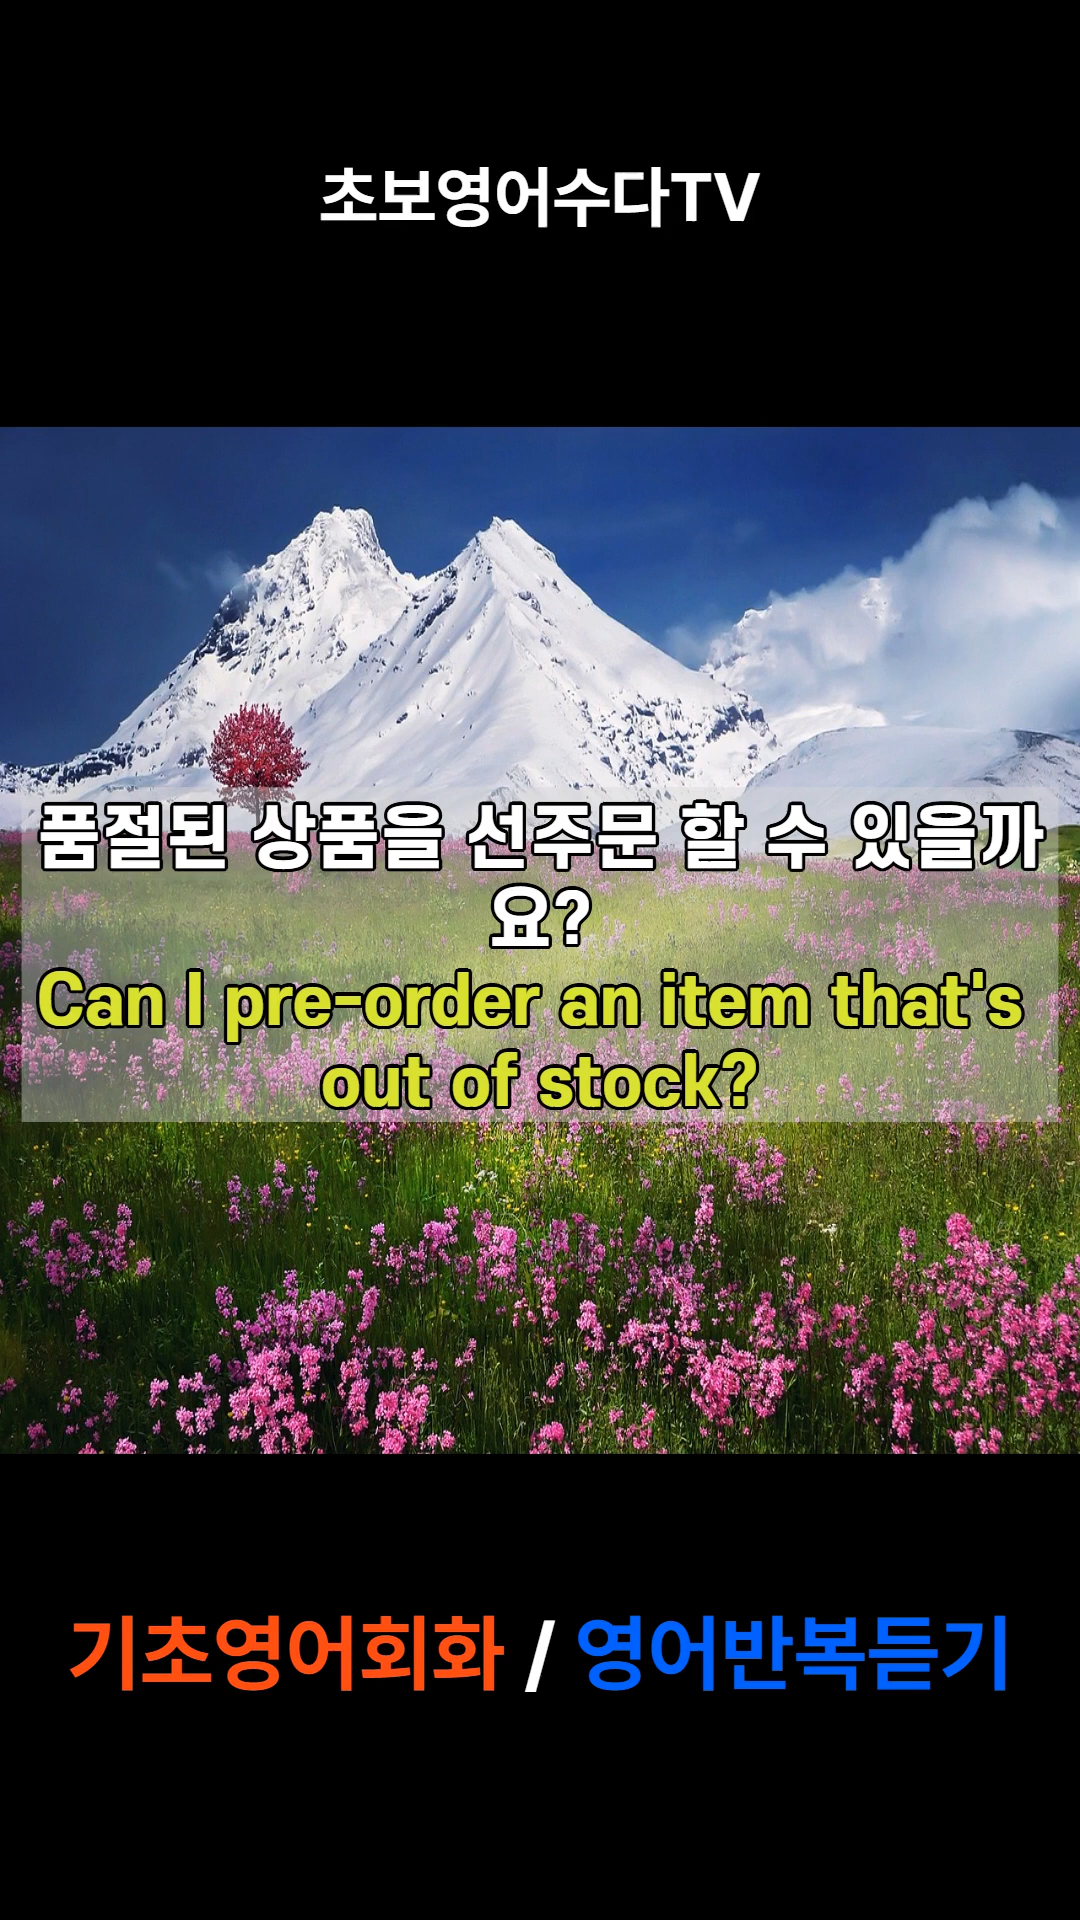 초보영어수다TV
품절된 상품을 선주문 할 수 있을까
요?
Can I pre-order an item that's
out of stock?
기초영어회화 / 영어반복듣기